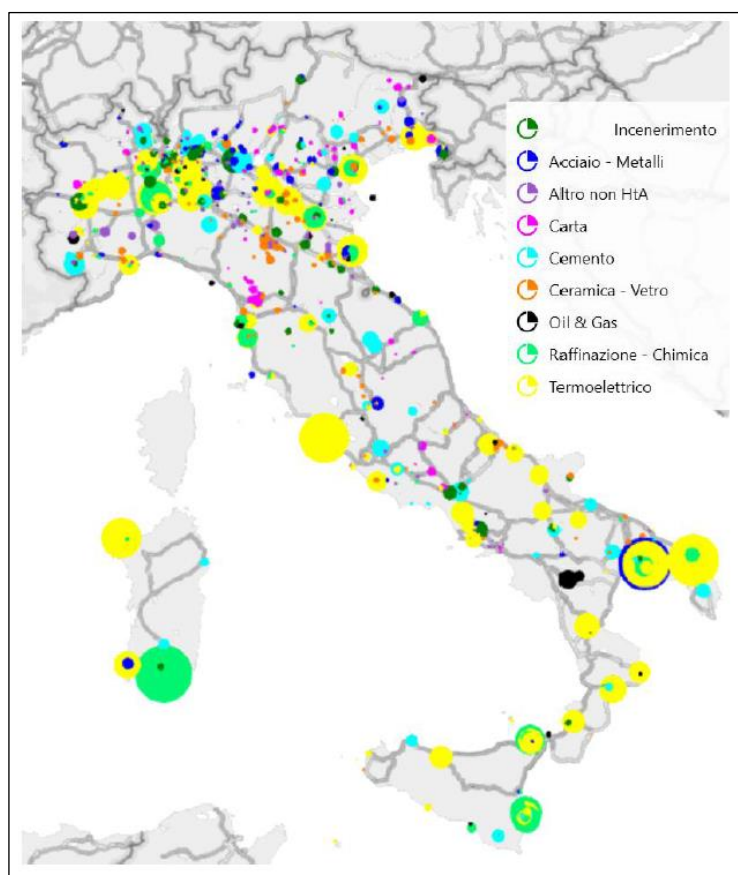 Incenerimento
Acciaio - Metalli
Altro non HtA
Carta
Cemento
Ceramica - Vetro
Oil & Gas
Raffinazione - Chimica
Termoelettrico